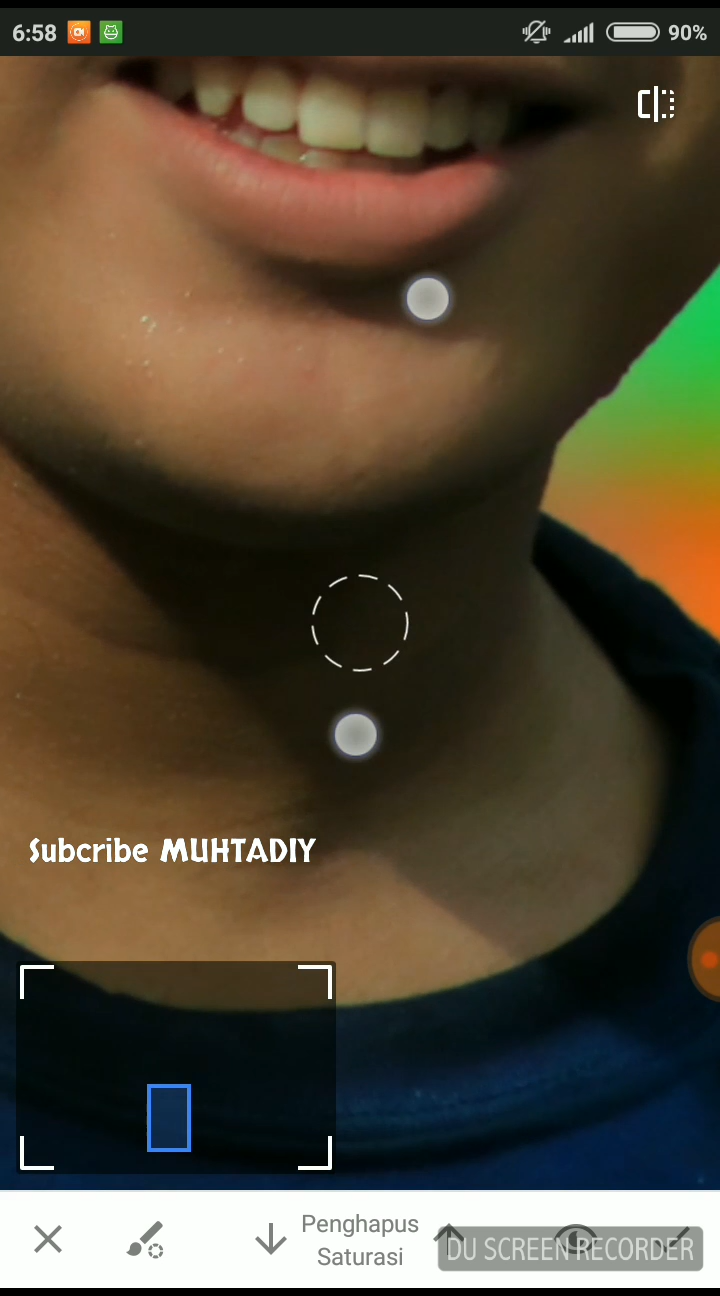 6:58
90%
Subcribe MUHTADIY
Penghapus
Saturasi
DU SCREEN RECORDER